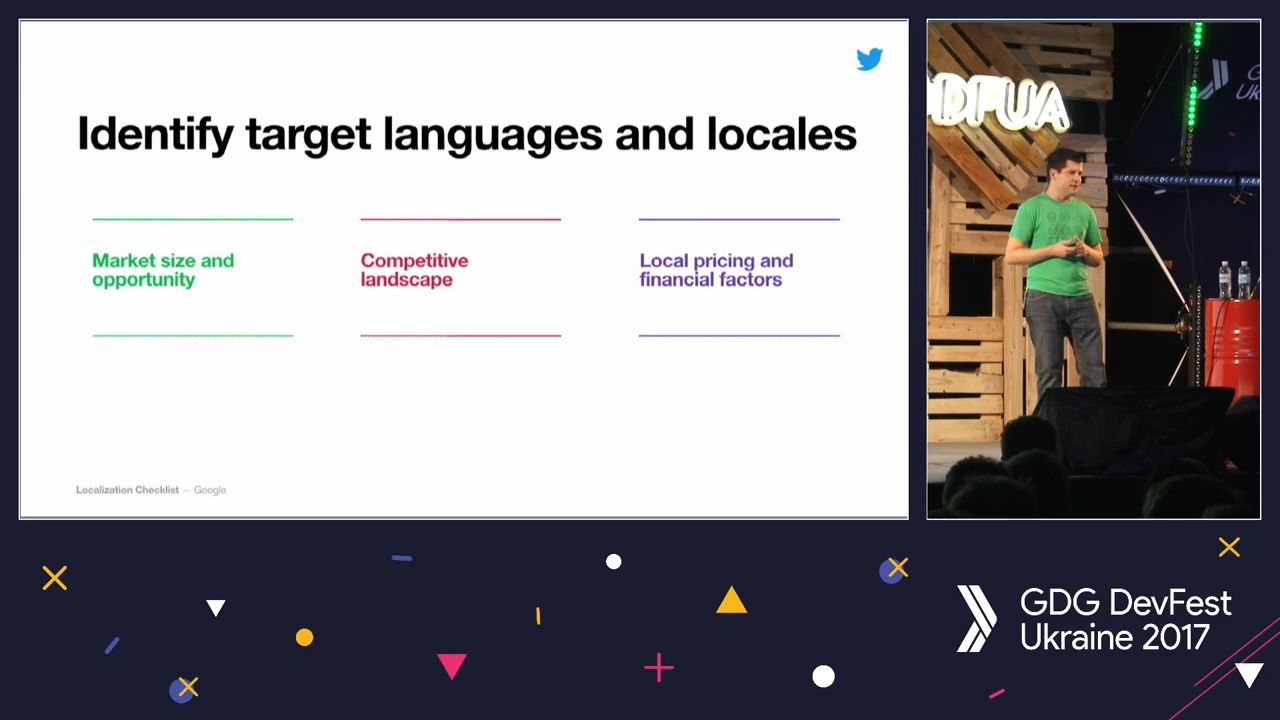 Identify target languages and locales
Market size and
opportunity
Competitive
landscape
Local pricing and
financial factors
Localization Checklist — Google
DFUA
GDG DevFest
Ukraine 2017